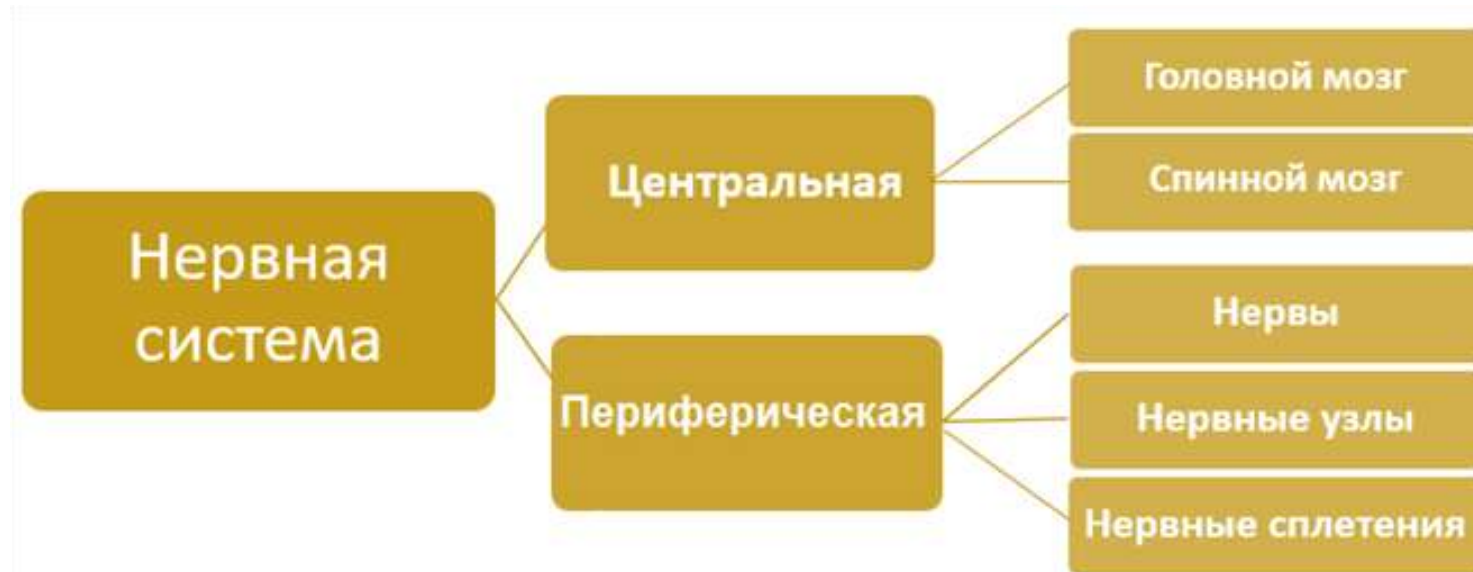 Нервная
система
Центральная
Головной мозг
Спинной мозг
Периферическая
Нервы
Нервные узлы
Нервные сплетения